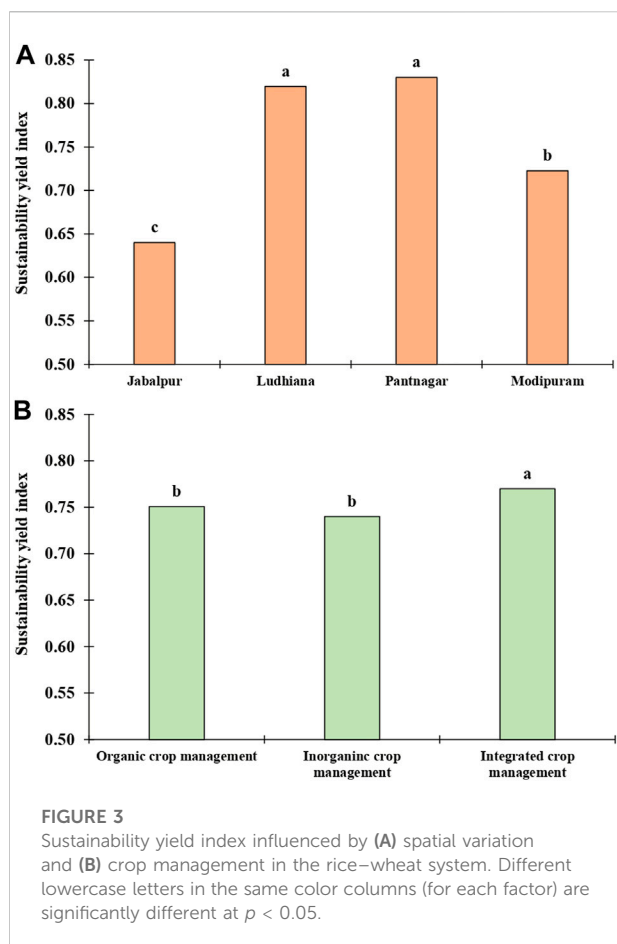 A
Sustainability yield index
0.85
0.80
0.75
0.70
0.65
0.60
0.55
0.50
c
a
a
b
Jabalpur
Ludhiana
Pantnagar
Modipuram
B
Sustainability yield index
0.85
0.80
0.75
0.70
0.65
0.60
0.55
0.50
b
b
a
Organic crop management
Inorganinc crop
management
Integrated crop
management
FIGURE 3
Sustainability yield index influenced by (A) spatial variation
and (B) crop management in the rice–wheat system. Different
lowercase letters in the same color columns (for each factor) are
significantly different at p < 0.05.